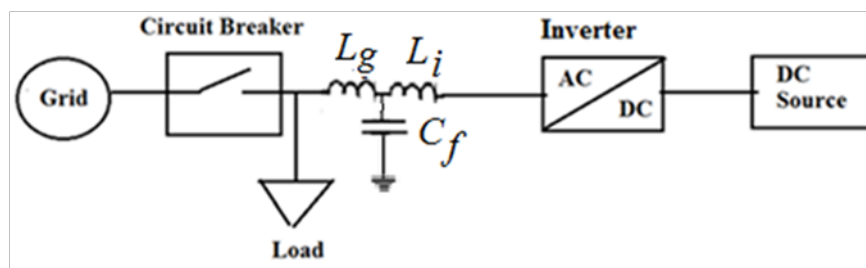 Circuit Breaker
Inverter
Lg Li
Grid
AC
DC
DC
Source
Cf
Load